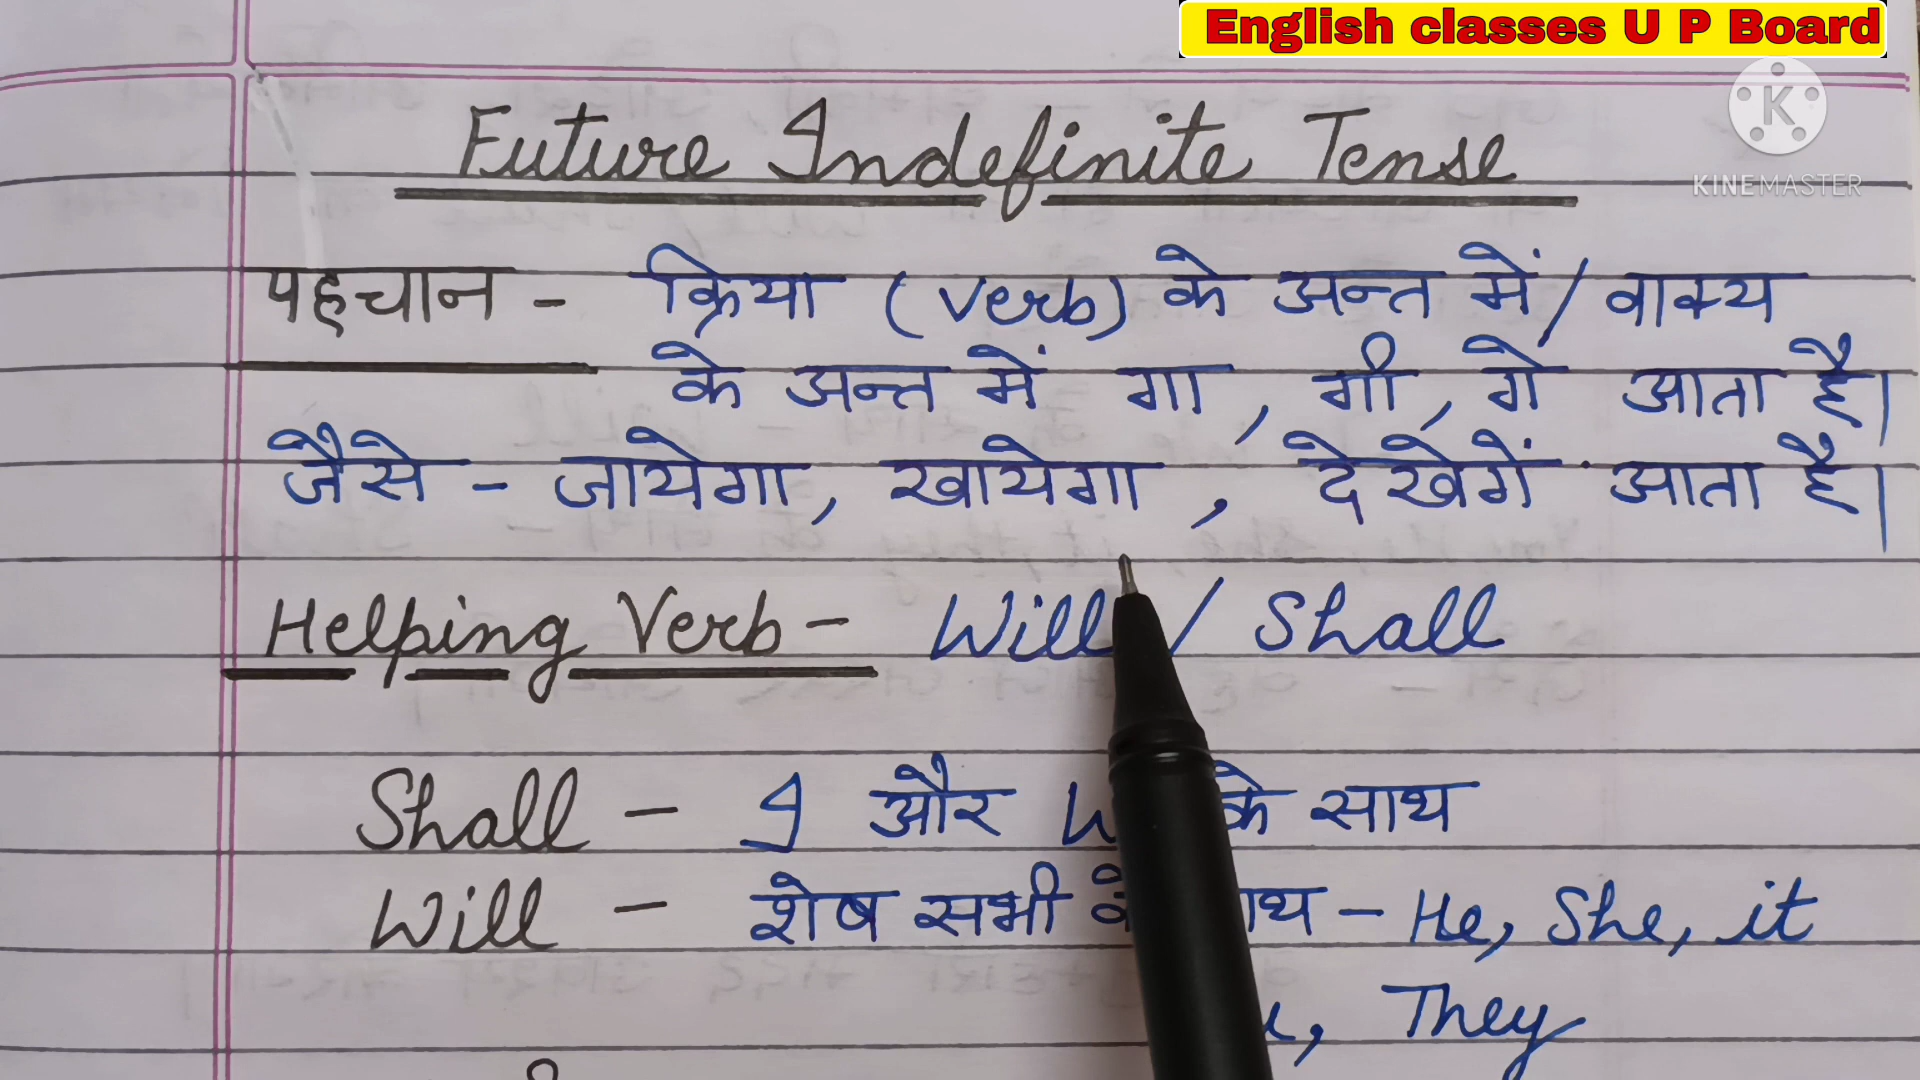 English classes U P Board
KINEMASTER
Future Indefinite Tense
पहचान - क्रिया (Verb) के अन्त में / वाक्य
के अन्त में गा, गी, गे आता है।
जैसे - जायेगा, खायेगा, देखेगें आता है।
Helping Verb - Will / Shall
Shall - I और के साथ
Will - शेष सभी - He, She, it
They